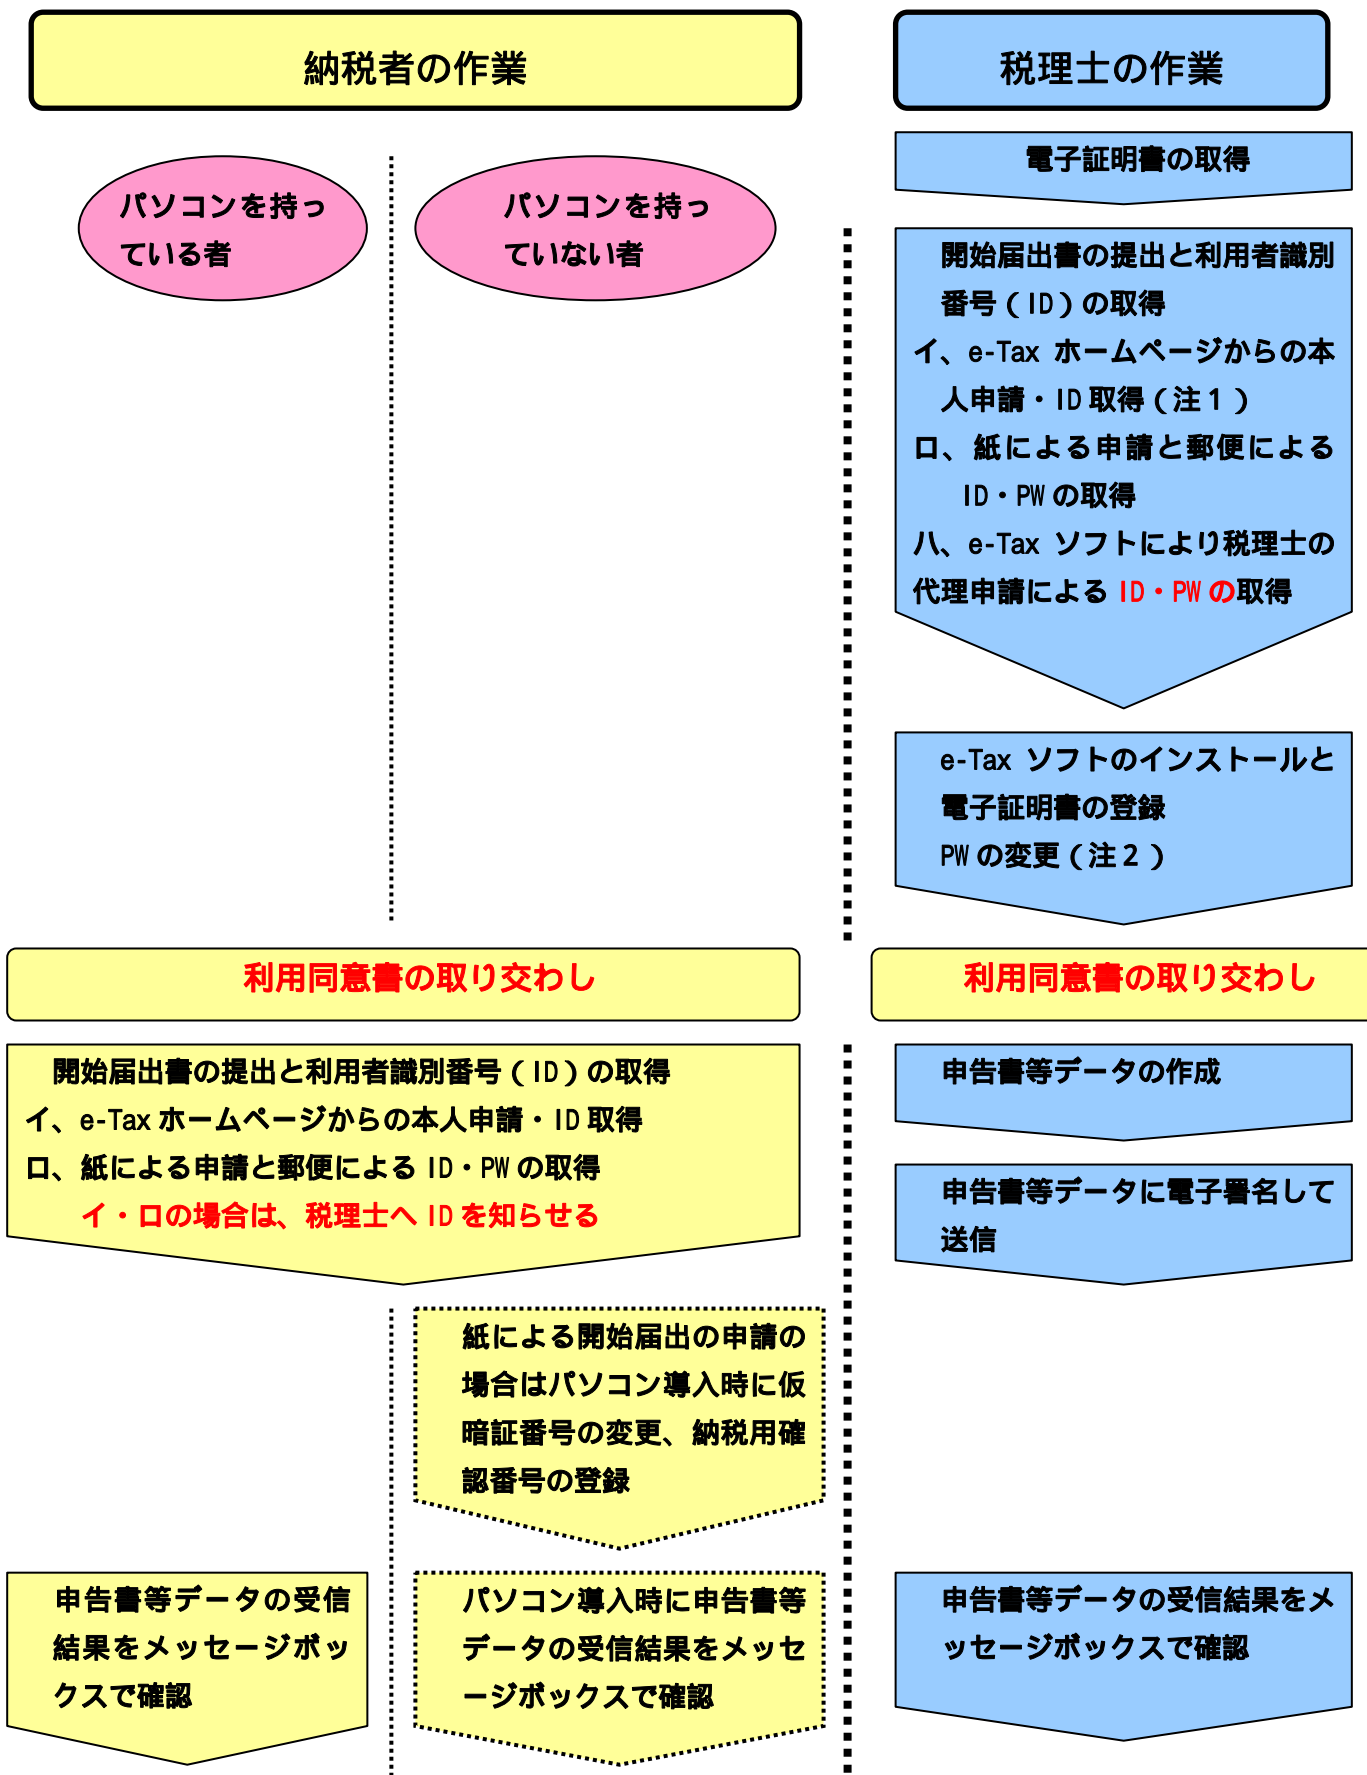 納税者の作業
税理士の作業
電子証明書の取得
パソコンを持っ
ている者
パソコンを持っ
ていない者
開始届出書の提出と利用者識別
番号（ID）の取得
イ、e-Tax ホームページからの本
人申請・ID 取得（注１）
ロ、紙による申請と郵便による
ID・PW の取得
ハ、e-Tax ソフトにより税理士の
代理申請による ID・PW の取得
e-Tax ソフトのインストールと
電子証明書の登録
PW の変更（注２）
利用同意書の取り交わし
利用同意書の取り交わし
開始届出書の提出と利用者識別番号（ID）の取得
イ、e-Tax ホームページからの本人申請・ID 取得
ロ、紙による申請と郵便による ID・PW の取得
イ・ロの場合は、税理士へ ID を知らせる
申告書等データの作成
申告書等データに電子署名して
送信
紙による開始届出の申請の
場合はパソコン導入時に仮
暗証番号の変更、納税用確
認番号の登録
申告書等データの受信
結果をメッセージボッ
クスで確認
パソコン導入時に申告書等
データの受信結果をメッセ
ージボックスで確認
申告書等データの受信結果をメ
ッセージボックスで確認